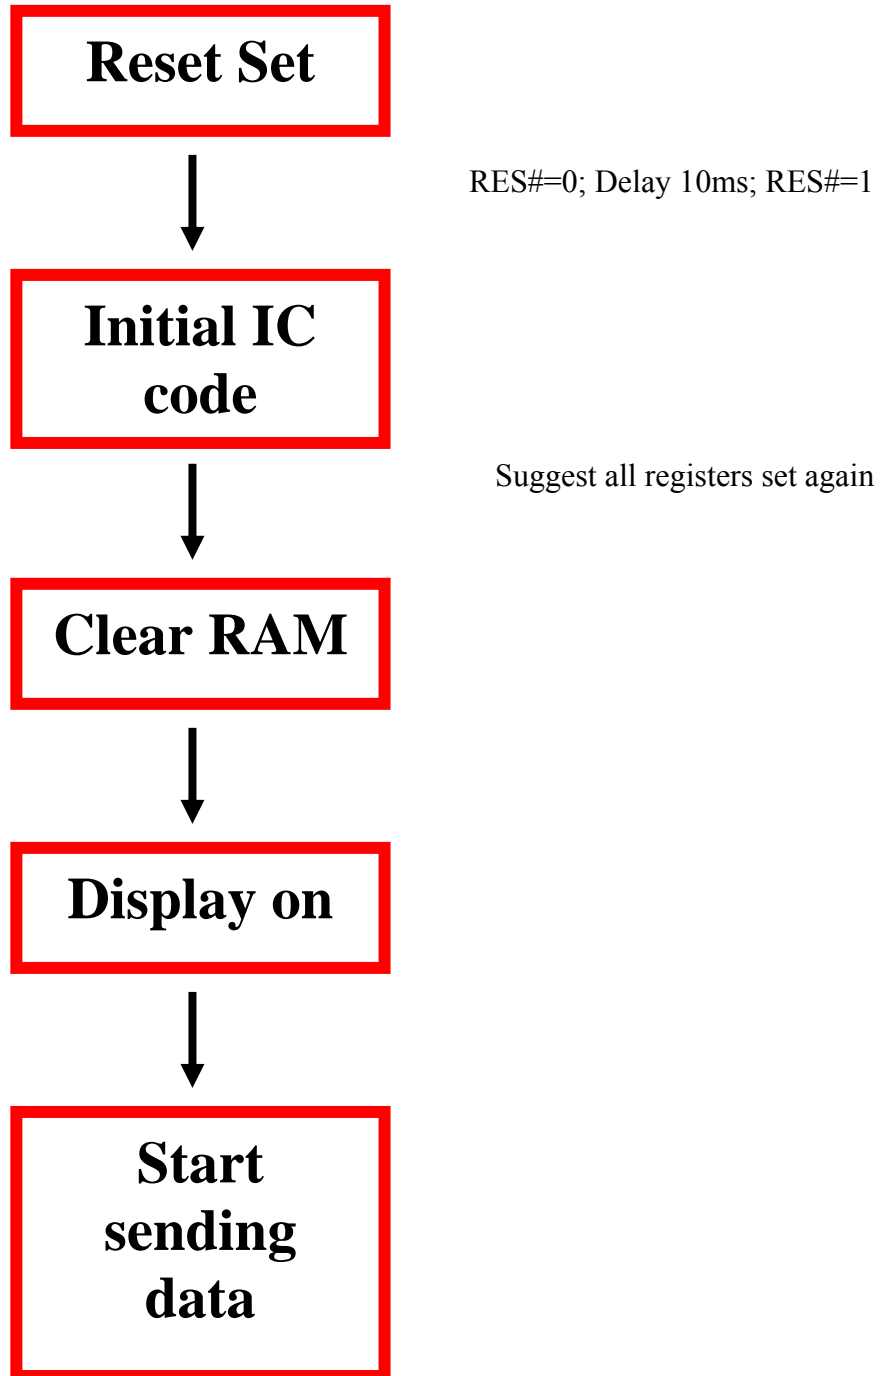 Reset Set
RES#=0; Delay 10ms; RES#=1
Initial IC
code
Suggest all registers set again
Clear RAM
Display on
Start
sending
data